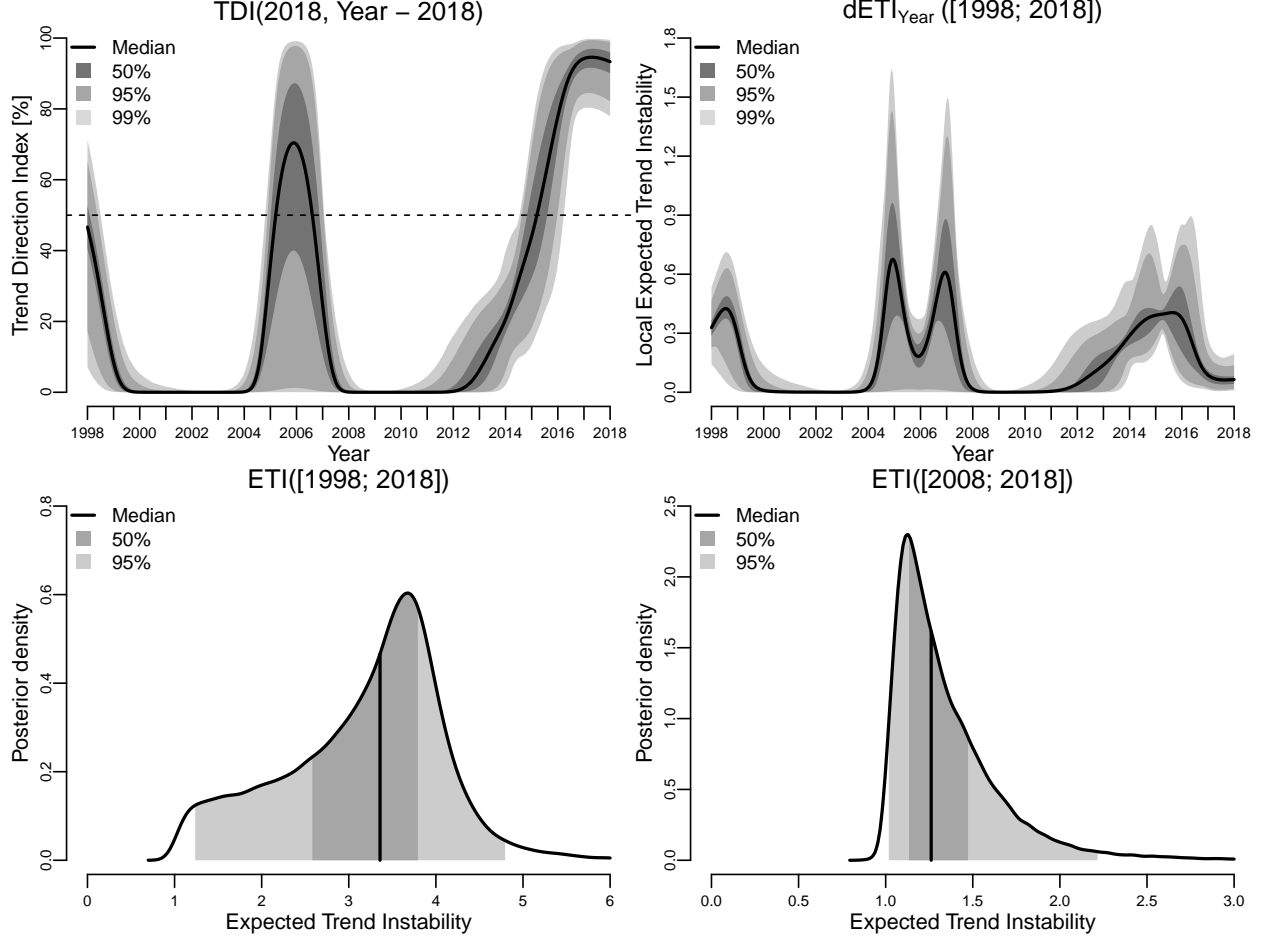 TDI(2018, Year − 2018)
Trend Direction Index [%]
0 20 40 60 80 100
Median
50%
95%
99%
1998 2000 2002 2004 2006 2008 2010 2012 2014 2016 2018
Year
dETIYear ([1998; 2018])
Local Expected Trend Instability
0.0 0.3 0.6 0.9 1.2 1.5 1.8
Median
50%
95%
99%
1998 2000 2002 2004 2006 2008 2010 2012 2014 2016 2018
Year
ETI([1998; 2018])
Posterior density
0.0 0.2 0.4 0.6 0.8
Median
50%
95%
0 1 2 3 4 5 6
Expected Trend Instability
ETI([2008; 2018])
Posterior density
0.0 0.5 1.0 1.5 2.0 2.5
Median
50%
95%
0.0 0.5 1.0 1.5 2.0 2.5 3.0
Expected Trend Instability